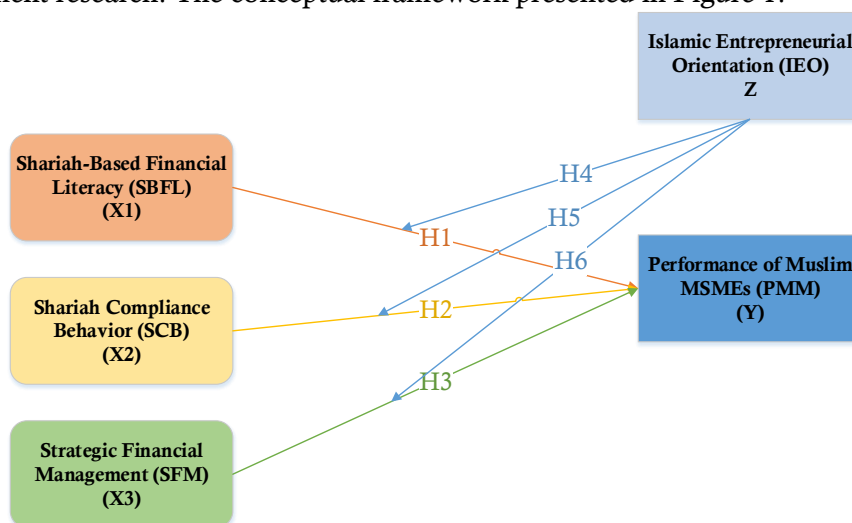 nent research. The conceptual framework presented in Figure 1.
Islamic Entrepreneurial
Orientation (IEO)
Z
Shariah-Based Financial
Literacy (SBFL)
(X1)
H4
H5
H1
H6
Performance of Muslim
MSMEs (PMM)
(Y)
Shariah Compliance
Behavior (SCB)
(X2)
H2
H3
Strategic Financial
Management (SFM)
(X3)